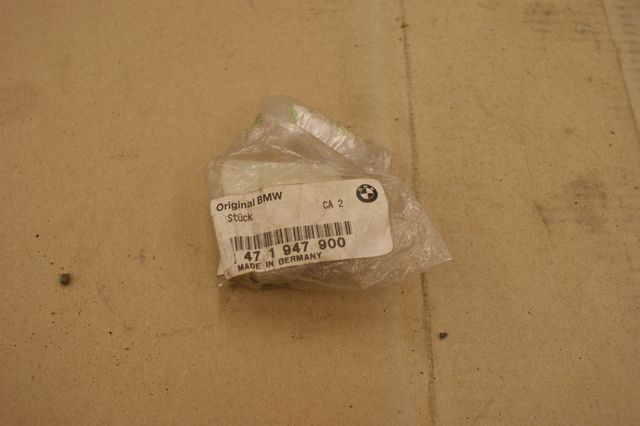 Original BMW
Stück CA 2
47 1 947 900
MADE IN GERMANY